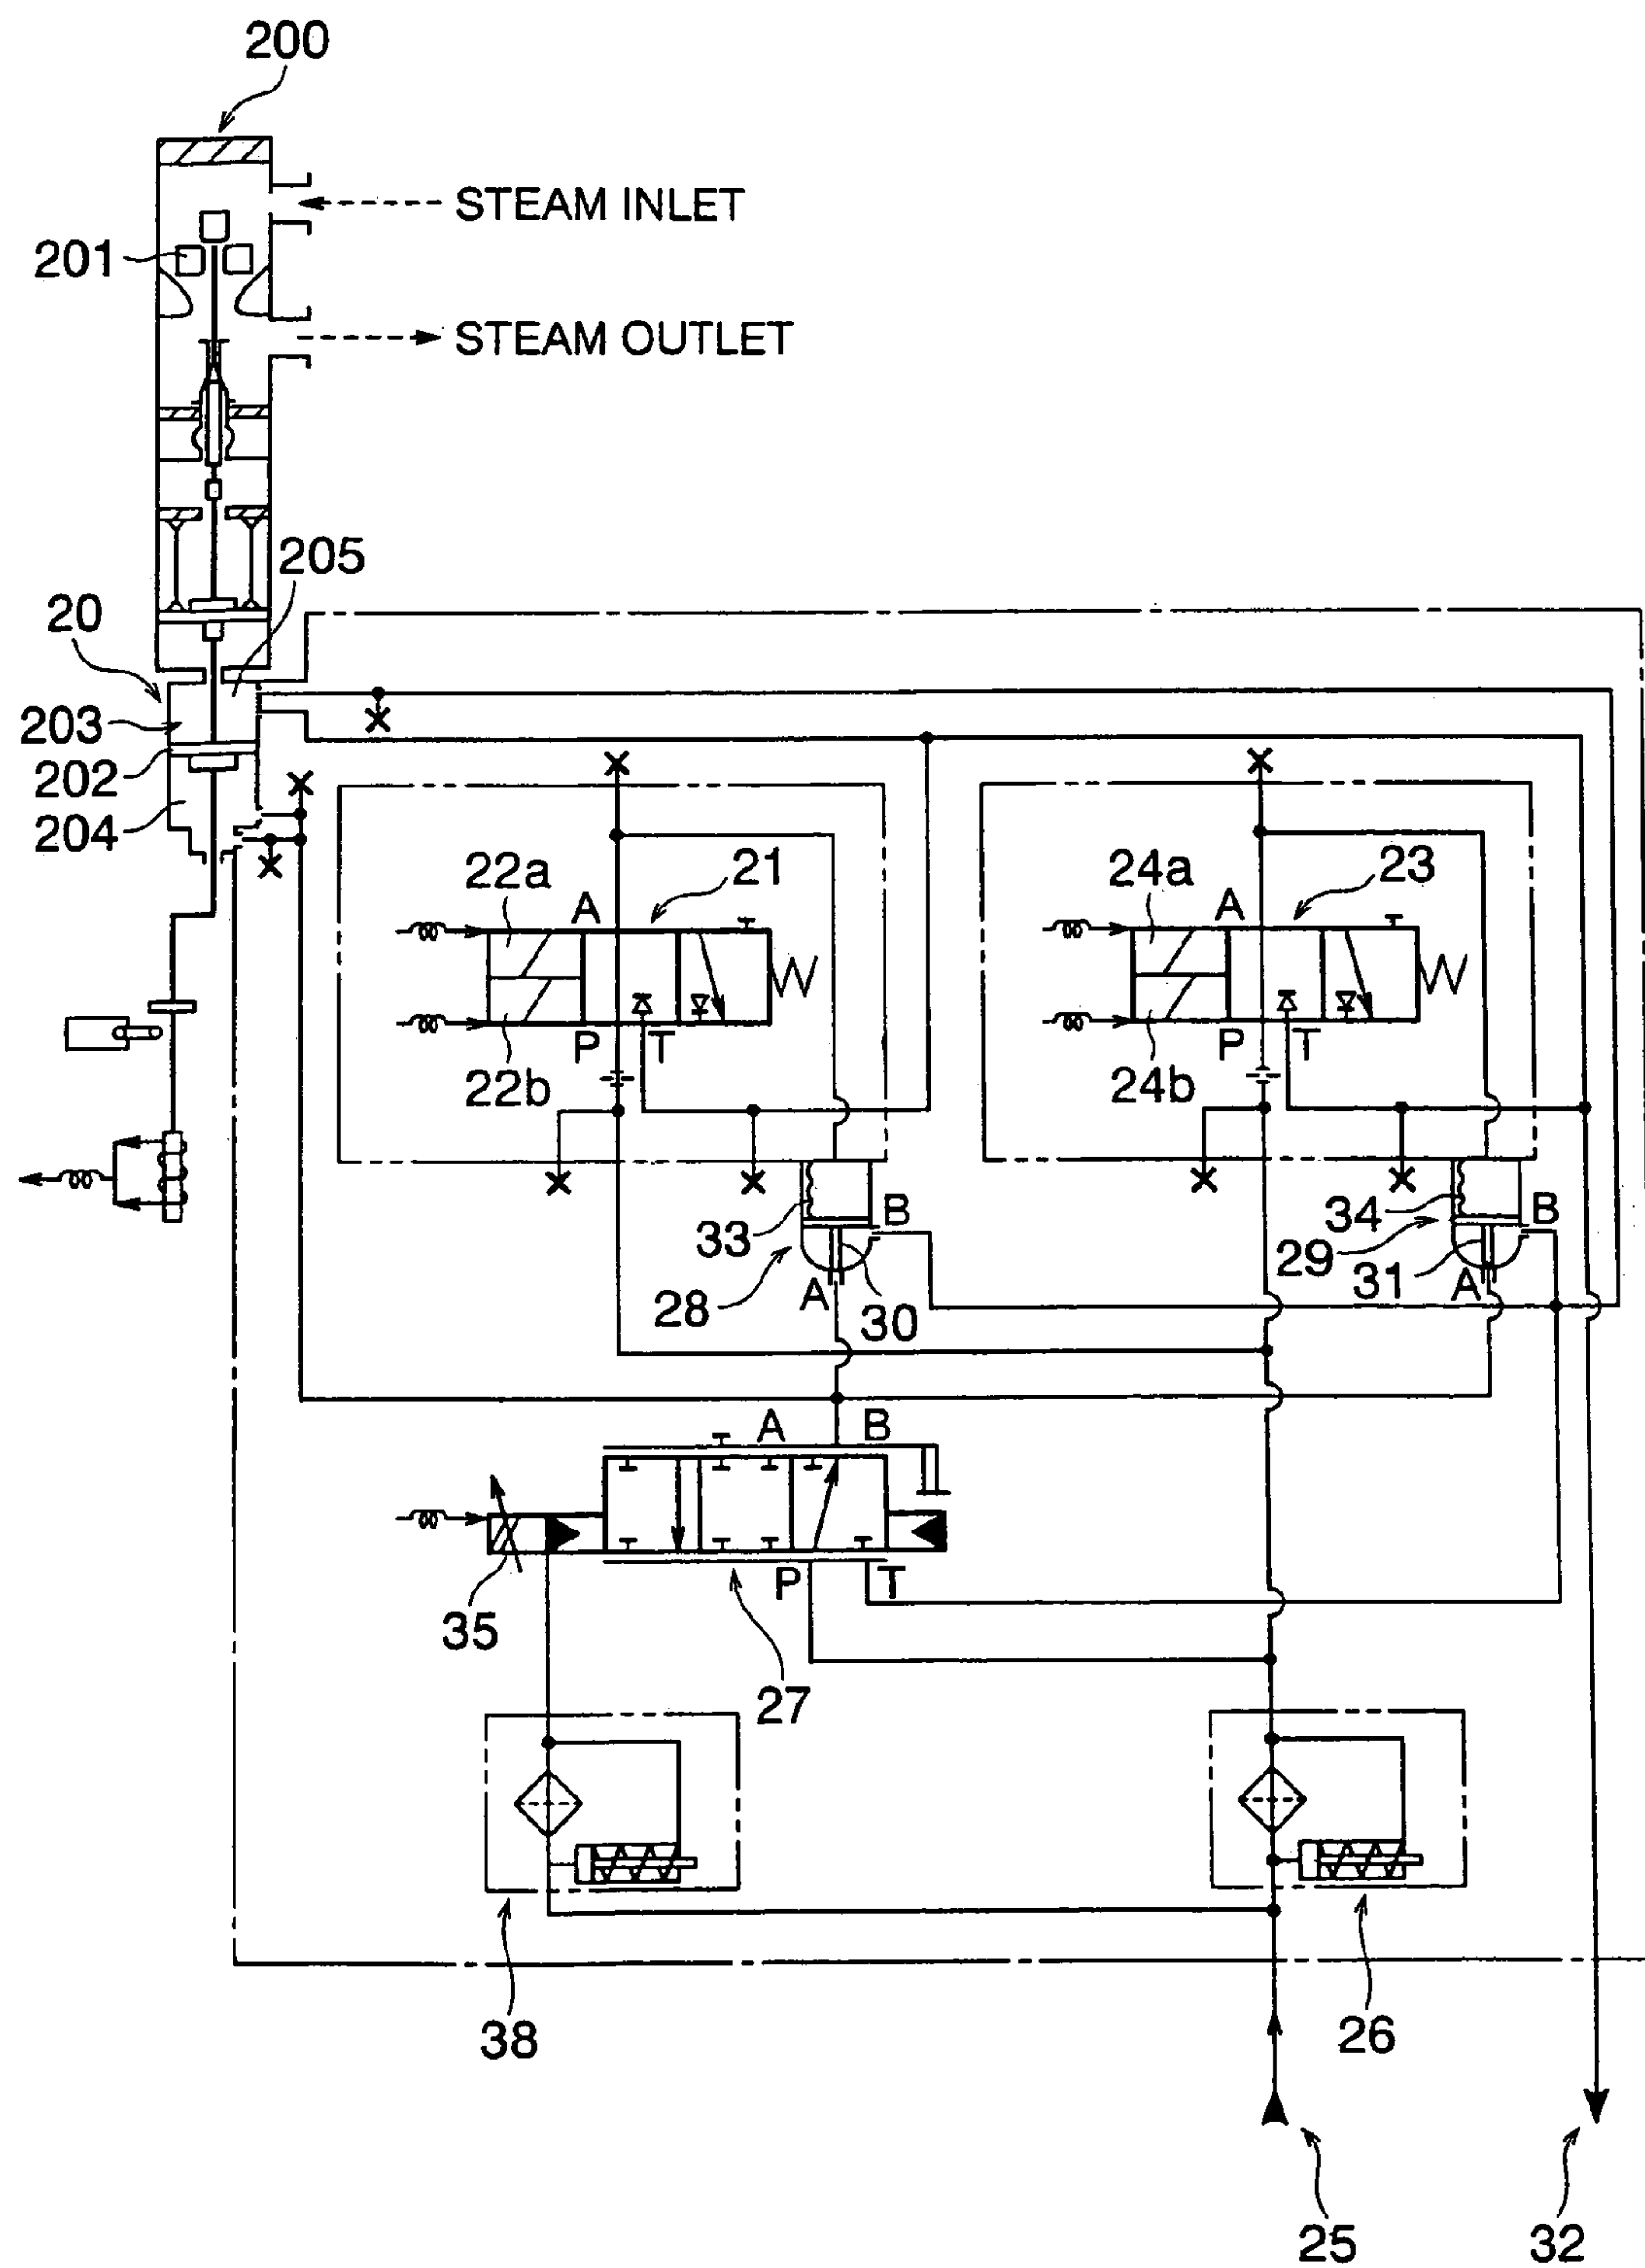 200
STEAM INLET
201
STEAM OUTLET
205
20
203
202
204
22a
21
24a
23
A
A
P
T
P
T
22b
24b
33
B
34
B
29
31
28
A
30
A
A
B
35
P
T
27
38
26
25
32